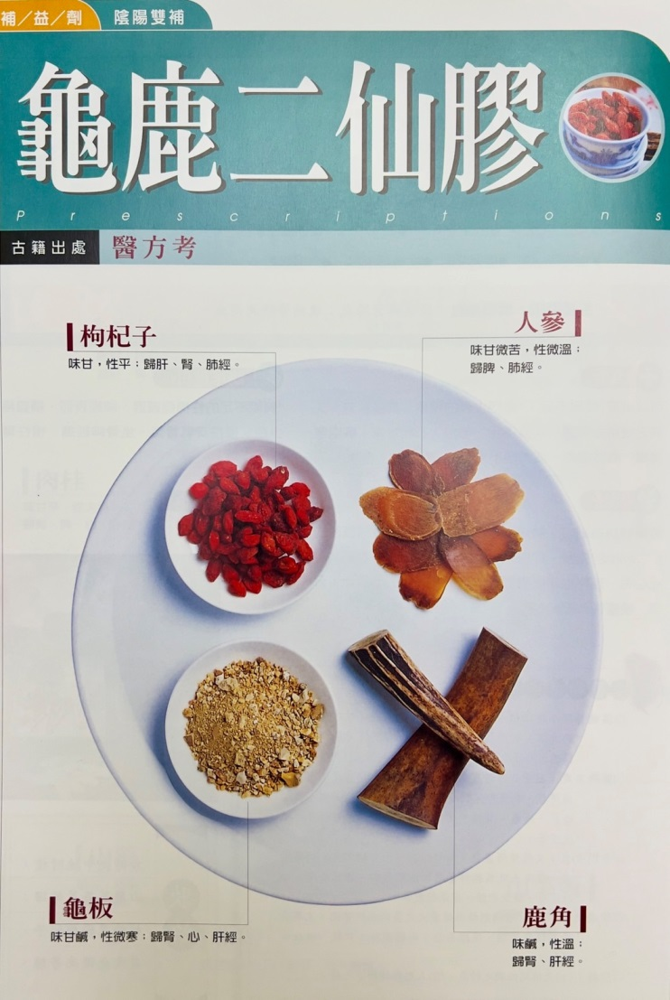 補／益／劑 陰陽雙補
龜鹿二仙膠
Prescriptions
古籍出處 醫方考
枸杞子
味甘，性平；歸肝、腎、肺經。
人參
味甘微苦，性微溫；
歸脾、肺經。
龜板
味甘鹹，性微寒；歸腎、心、肝經。
鹿角
味鹹，性溫；
歸腎、肝經。